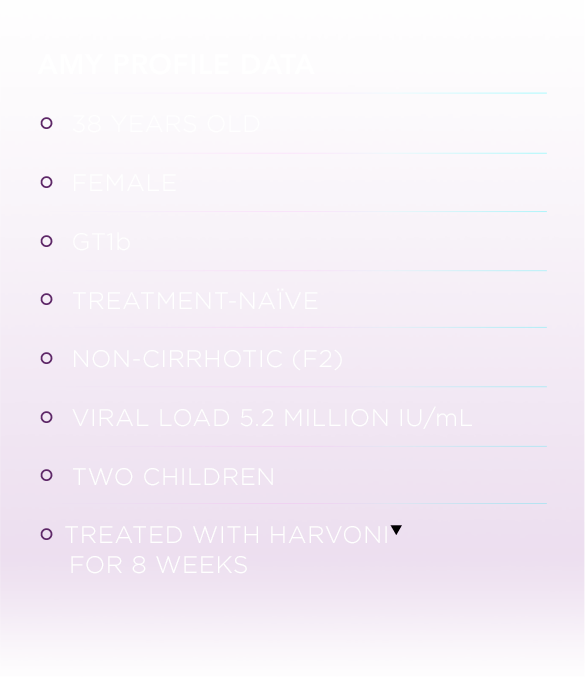 AMY PROFILE DATA
38 YEARS OLD
FEMALE
GT1b
TREATMENT-NAÏVE
NON-CIRRHOTIC (F2)
VIRAL LOAD 5.2 MILLION IU/mL
TWO CHILDREN
TREATED WITH HARVONI▼
FOR 8 WEEKS